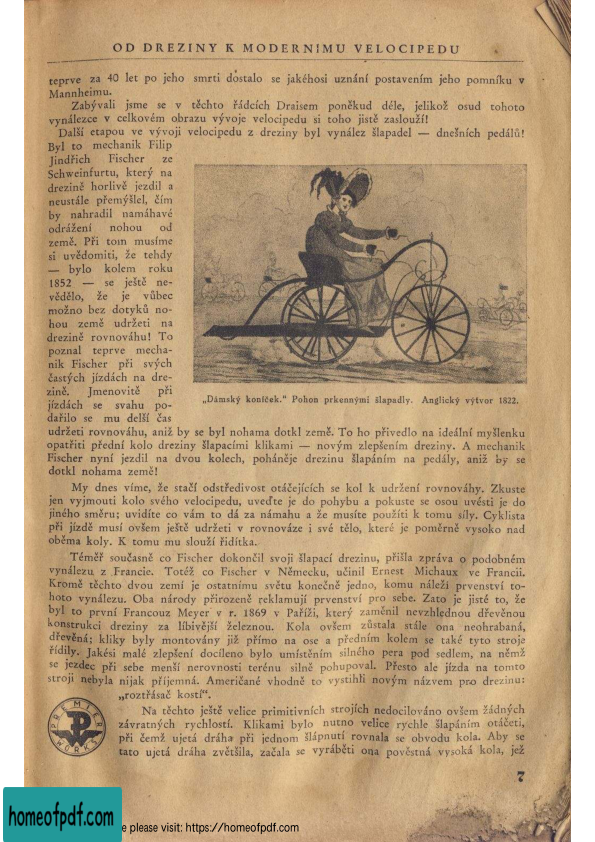 OD DREZINY K MODERNÍMU VELOCIPEDU
teprve za 40 let po jeho smrti dostalo se jakéhosi uznání postavením jeho pomníku v
Mannheimu.
Zabývali jsme se v těchto řádcích Draisem poněkud déle, jelikož osud tohoto
vynálezce v celkovém obrazu vývoje velocipedu si toho jistě zaslouží!
Další etapou ve vývoji velocipedu z dreziny byl vynález šlapadel — dnešních pedálů!
Byl to mechanik Filip
Jindřich Fischer ze
Schweinfurtu, který na
drezině horlivě jezdil a
neustále přemýšlel, čím
by nahradil namáhavé
odrážení nohou od
země. Při tom musíme
si uvědomiti, že tehdy
— bylo kolem roku
1852 — se ještě ne-
vědělo, že je vůbec
možno bez dotyků no-
hou země udržeti na
drezině rovnováhu! To
poznal teprve mecha-
nik Fischer při svých
častých jízdách na dre-
zině. Jmenovitě při
jízdách se svahu po-
dařilo se mu delší čas
„Dámský koníček." Pohon prkennými šlapadly. Anglický výtvor 1822.
udržeti rovnováhu, aniž by se byl nohama dotkl země. To ho přivedlo na ideální myšlenku
opatřiti přední kolo dreziny šlapacími klikami — novým zlepšením dreziny. A mechanik
Fischer nyní jezdil na dvou kolech, poháněje drezinu šlapáním na pedály, aniž by se
dotkl nohama země!
My dnes víme, že stačí odstředivost otáčejících se kol k udržení rovnováhy. Zkuste
jen vyjmouti kolo svého velocipedu, uveďte je do pohybu a pokuste se osou uvésti je do
jiného směru; uvidíte co vám to dá za námahu a že musíte použíti k tomu síly. Cyklista
při jízdě musí ovšem ještě udržeti v rovnováze i své tělo, které je poměrně vysoko nad
oběma koly. K tomu mu slouží řidítka.
Téměř současně co Fischer dokončil svoji šlapací drezinu, přišla zpráva o podobném
vynálezu z Francie. Totéž co Fischer v Německu, učinil Ernest Michaux ve Francii.
Kromě těchto dvou zemí je ostatnímu světu konečně jedno, komu náleží prvenství to-
hoto vynálezu. Oba národy přirozeně reklamují prvenství pro sebe. Zato je jisté to, že
byl to první Francouz Meyer v r. 1869 v Paříži, který zaměnil nevzhlednou dřevěnou
konstrukci dreziny za líbivější železnou. Kola ovšem zůstala stále ona neohrabaná,
dřevěná; kliky byly montovány již přímo na ose a předním kolem se také tyto stroje
řídily. Jakési malé zlepšení docíleno bylo umístěním silného pera pod sedlem, na němž
se jezdec při sebe menší nerovnosti terénu silně pohupoval. Přesto ale jízda na tomto
stroji nebyla nijak příjemná. Američané vhodně to vystihli novým názvem pro drezinu:
„roztřásač kostí".
Na těchto ještě velice primitivních strojích nedocilováno ovšem žádných
závratných rychlostí. Klikami bylo nutno velice rychle šlapáním otáčeti,
při čemž ujetá dráha při jednom šlápnutí rovnala se obvodu kola. Aby se
tato ujetá dráha zvětšila, začala se vyráběti ona pověstná vysoká kola, jež
PREMIER
WORKS
7
homeofpdf.com
e please visit: https://homeofpdf.com